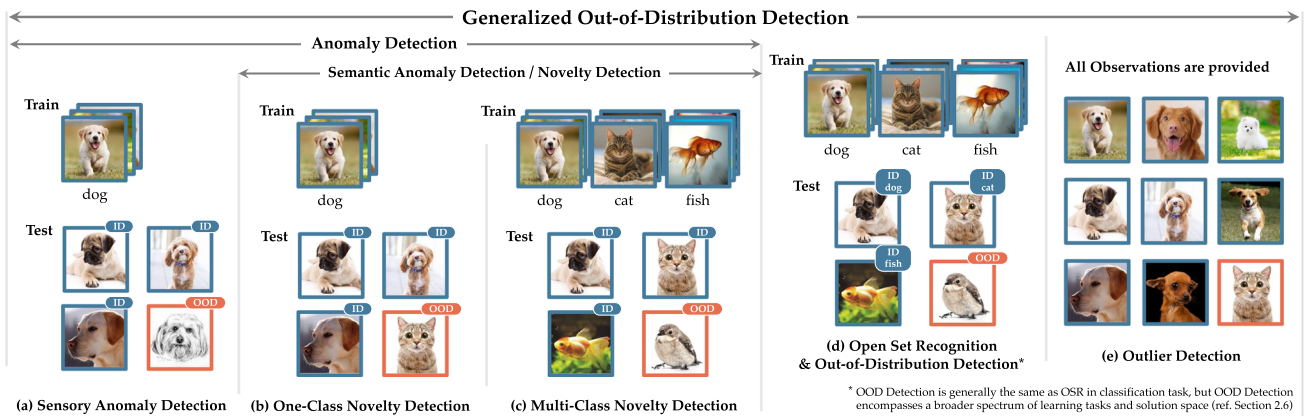 Generalized Out-of-Distribution Detection
Anomaly Detection
Semantic Anomaly Detection / Novelty Detection
Train
dog
Test
ID
ID
ID
OOD
(a) Sensory Anomaly Detection
Train
dog
Test
ID
ID
ID
OOD
(b) One-Class Novelty Detection
Train
dog
cat
fish
Test
ID
ID
ID
OOD
(c) Multi-Class Novelty Detection
Train
dog
cat
fish
Test
ID
dog
ID
cat
ID
fish
OOD
(d) Open Set Recognition
& Out-of-Distribution Detection*
All Observations are provided
(e) Outlier Detection
* OOD Detection is generally the same as OSR in classification task, but OOD Detection
encompasses a broader spectrum of learning tasks and solution space (ref. Section 2.6)